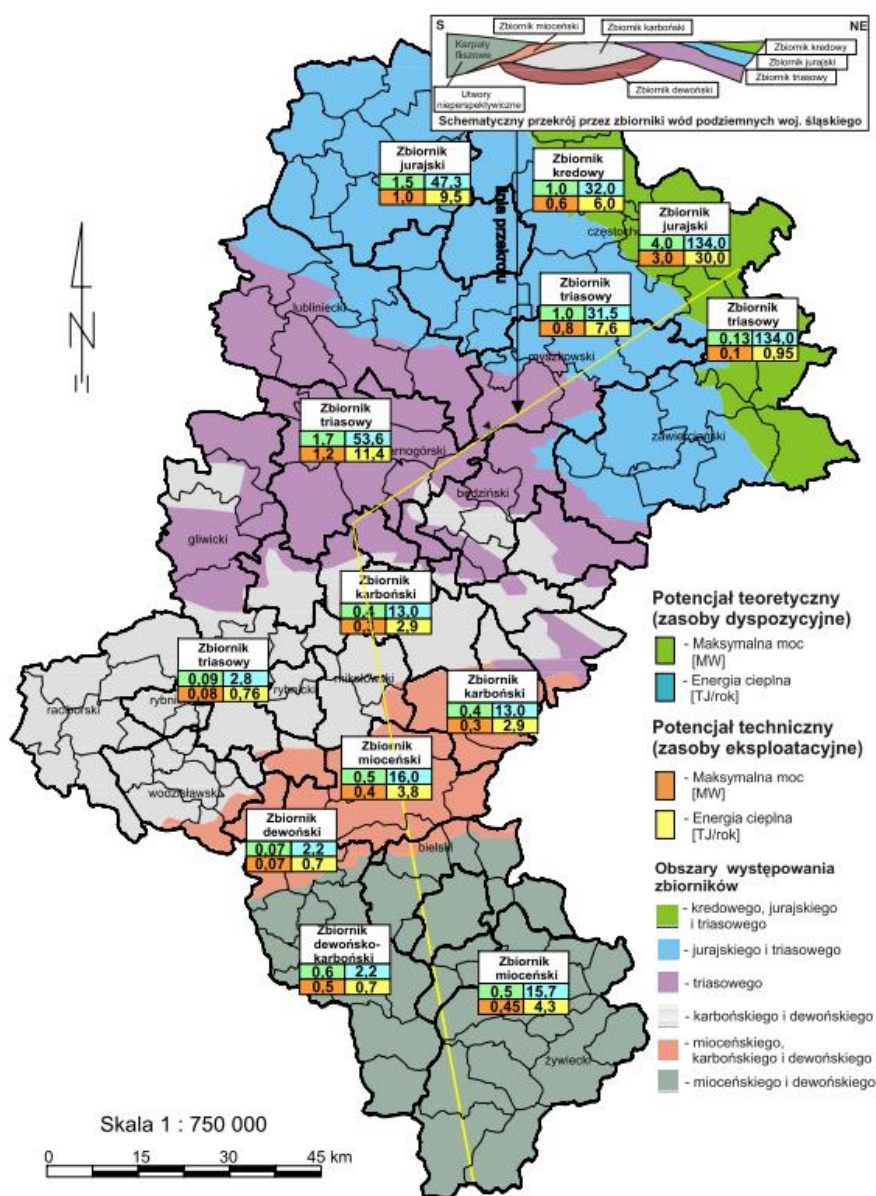 S
NE
Zbiornik mioceński
Zbiornik karboński
Karpaty
fliszowe
Zbiornik kredowy
Zbiornik jurajski
Zbiornik triasowy
Utwory
nieperspektywiczne
Zbiornik dewoński
Schematyczny przekrój przez zbiorniki wód podziemnych woj. śląskiego
linia przekroju
N
Zbiornik
jurajski
1,5 47,3
1,0 9,5
Zbiornik
kredowy
1,0 32,0
0,6 6,0
często
Zbiornik
jurajski
4,0 134,0
3,0 30,0
Zbiornik
triasowy
1,0 31,5
0,8 7,6
Zbiornik
triasowy
0,13 134,0
0,1 0,95
lubliniecki
myszkowski
Zbiornik
triasowy
1,7 53,6
1,2 11,4
arnogórski
zawierciański
będziński
gliwicki
Zbiornik
karboński
0,4 13,0
0,3 2,9
Zbiornik
triasowy
0,09 2,8
0,08 0,76
raciborski
rybni
rybnicki
mikołowski
Zbiornik
karboński
0,4 13,0
0,3 2,9
Zbiornik
mioceński
0,5 16,0
0,4 3,8
wodzisławski
Zbiornik
dewoński
0,07 2,2
0,07 0,7
bielski
Zbiornik
dewońsko-
karboński
0,6 2,2
0,5 0,7
Zbiornik
mioceński
0,5 15,7
0,45 4,3
żywiecki
Potencjał teoretyczny
(zasoby dyspozycyjne)
- Maksymalna moc
[MW]
- Energia cieplna
[TJ/rok]
Potencjał techniczny
(zasoby eksploatacyjne)
- Maksymalna moc
[MW]
- Energia cieplna
[TJ/rok]
Obszary występowania
zbiorników
- kredowego, jurajskiego
i triasowego
- jurajskiego i triasowego
- triasowego
- karbońskiego i dewońskiego
- mioceńskiego,
karbońskiego i dewońskiego
- mioceńskiego i dewońskiego
Skala 1 : 750 000
0 15 30 45 km